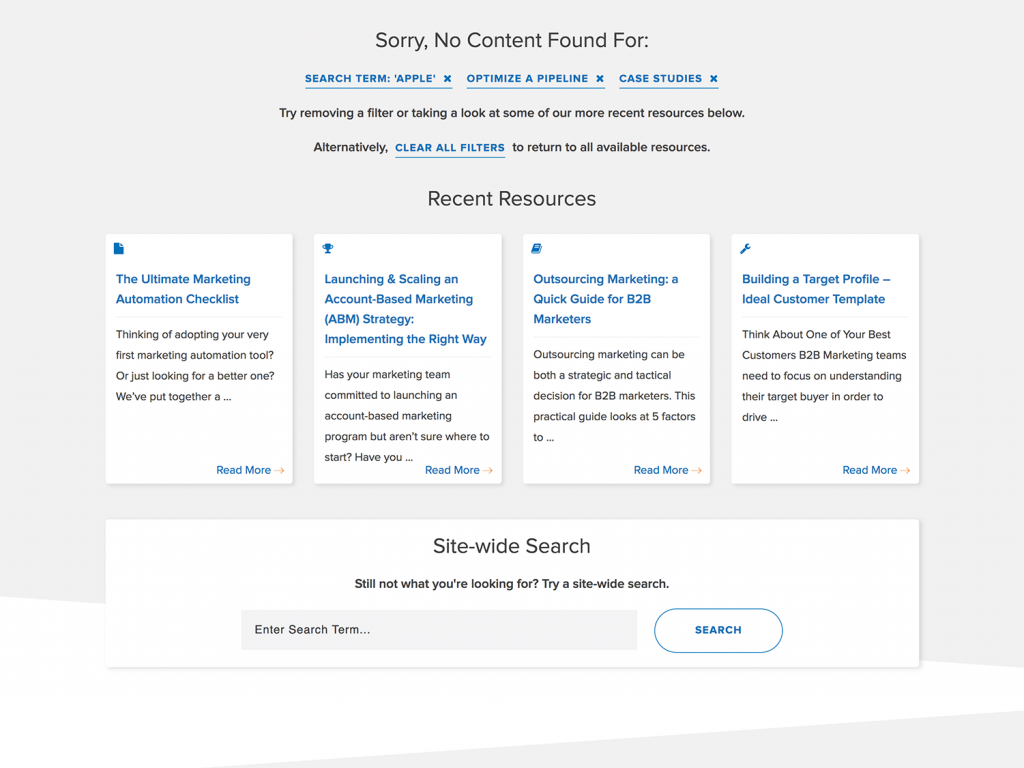 Sorry, No Content Found For:
SEARCH TERM: 'APPLE' ✖ OPTIMIZE A PIPELINE ✖ CASE STUDIES ✖
Try removing a filter or taking a look at some of our more recent resources below.
Alternatively, CLEAR ALL FILTERS to return to all available resources.
Recent Resources
The Ultimate Marketing
Automation Checklist
Thinking of adopting your very
first marketing automation tool?
Or just looking for a better one?
We've put together a ...
Read More →
Launching & Scaling an
Account-Based Marketing
(ABM) Strategy:
Implementing the Right Way
Has your marketing team
committed to launching an
account-based marketing
program but aren't sure where to
start? Have you ...
Read More →
Outsourcing Marketing: a
Quick Guide for B2B
Marketers
Outsourcing marketing can be
both a strategic and tactical
decision for B2B marketers. This
practical guide looks at 5 factors
to ...
Read More →
Building a Target Profile –
Ideal Customer Template
Think About One of Your Best
Customers B2B Marketing teams
need to focus on understanding
their target buyer in order to
drive ...
Read More →
Site-wide Search
Still not what you're looking for? Try a site-wide search.
Enter Search Term...
SEARCH